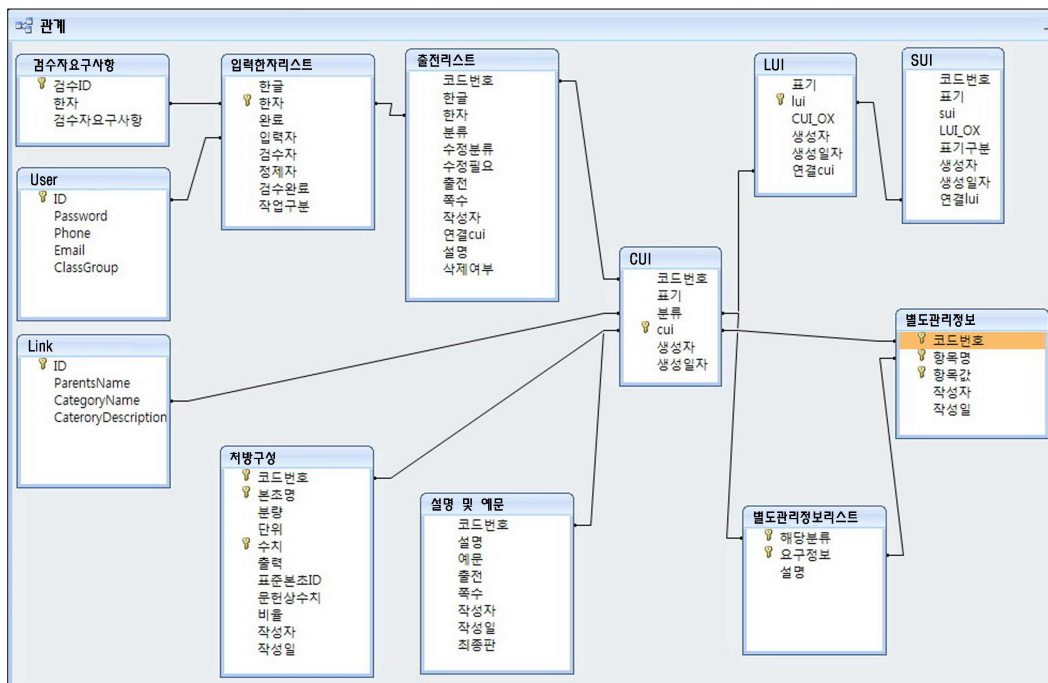 관계
검수자요구사항
검수ID
한자
검수자요구사항
User
ID
Password
Phone
Email
ClassGroup
Link
ID
ParentsName
CategoryName
CateroryDescription
입력한자리스트
한글
한자
완료
입력자
검수자
정제자
검수완료
작업구분
출전리스트
코드번호
한글
한자
분류
수정분류
수정필요
출전
쪽수
작성자
연결cui
설명
삭제여부
처방구성
코드번호
본초명
분량
단위
수치
출력
표준본초ID
문헌상수치
비율
작성자
작성일
설명 및 예문
코드번호
설명
예문
출전
쪽수
작성자
작성일
최종판
CUI
코드번호
표기
분류
cui
생성자
생성일자
LUI
표기
lui
CUI_OX
생성자
생성일자
연결cui
SUI
코드번호
표기
sui
LUI_OX
표기구분
생성자
생성일자
연결lui
별도관리정보
코드번호
항목명
항목값
작성자
작성일
별도관리정보리스트
해당분류
요구정보
설명